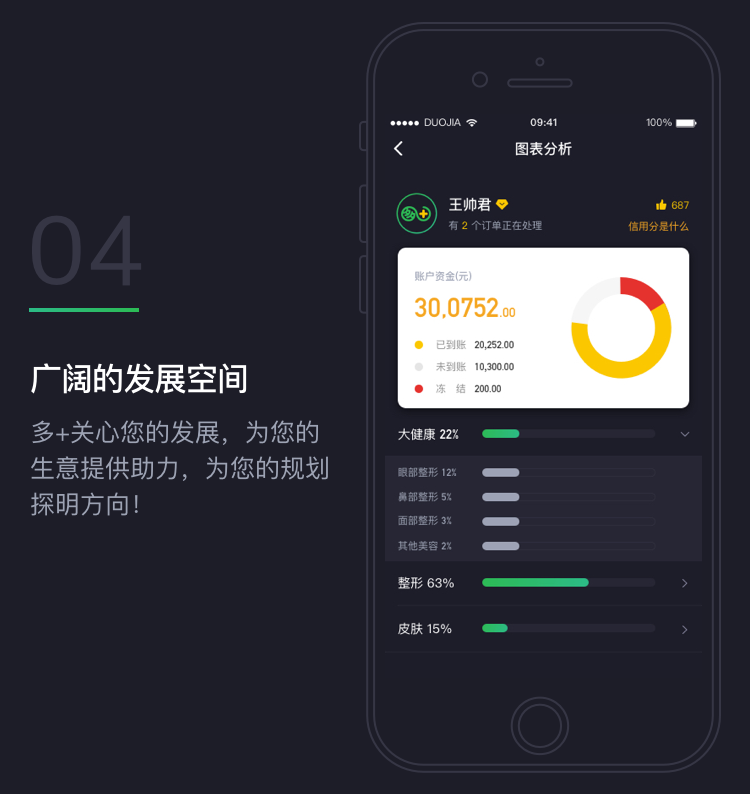 04
广阔的发展空间
多+关心您的发展，为您的
生意提供助力，为您的规划
探明方向！
DUOJIA 09:41 100%
图表分析
王帅君 687
有 2 个订单正在处理 信用分是什么
账户资金(元)
30,0752.00
已到账 20,252.00
未到账 10,300.00
冻 结 200.00
大健康 22%
眼部整形 12%
鼻部整形 5%
面部整形 3%
其他美容 2%
整形 63%
皮肤 15%